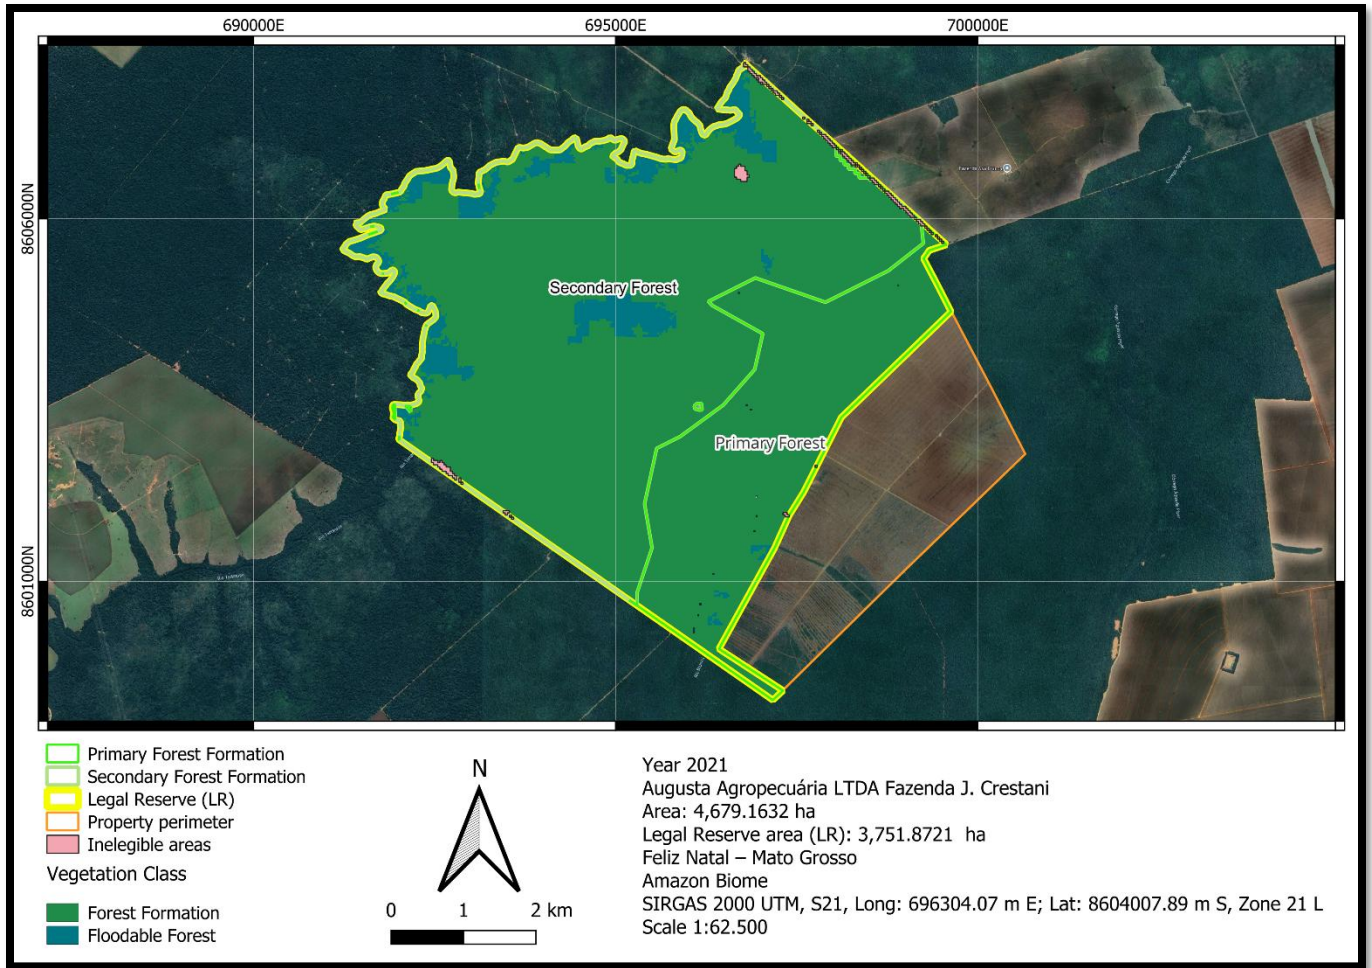 690000E
695000E
700000E
8606000N
8601000N
Secondary Forest
Primary Forest
Primary Forest Formation
Secondary Forest Formation
Legal Reserve (LR)
Property perimeter
Inelegible areas
Vegetation Class
Forest Formation
Floodable Forest
N
0 1 2 km
Year 2021
Augusta Agropecuária LTDA Fazenda J. Crestani
Area: 4,679.1632 ha
Legal Reserve area (LR): 3,751.8721 ha
Feliz Natal – Mato Grosso
Amazon Biome
SIRGAS 2000 UTM, S21, Long: 696304.07 m E; Lat: 8604007.89 m S, Zone 21 L
Scale 1:62.500